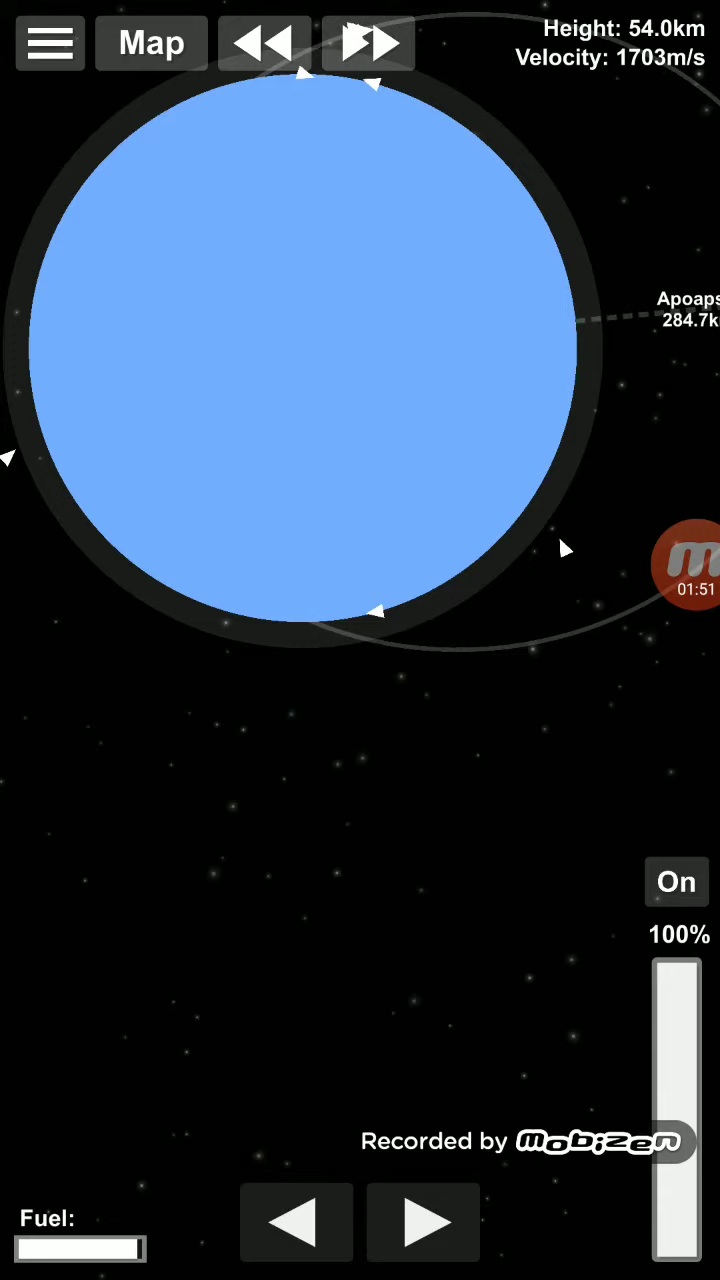 Map
Height: 54.0km
Velocity: 1703m/s
Apoaps
284.7k
01:51
On
100%
Recorded by mobizen
Fuel: